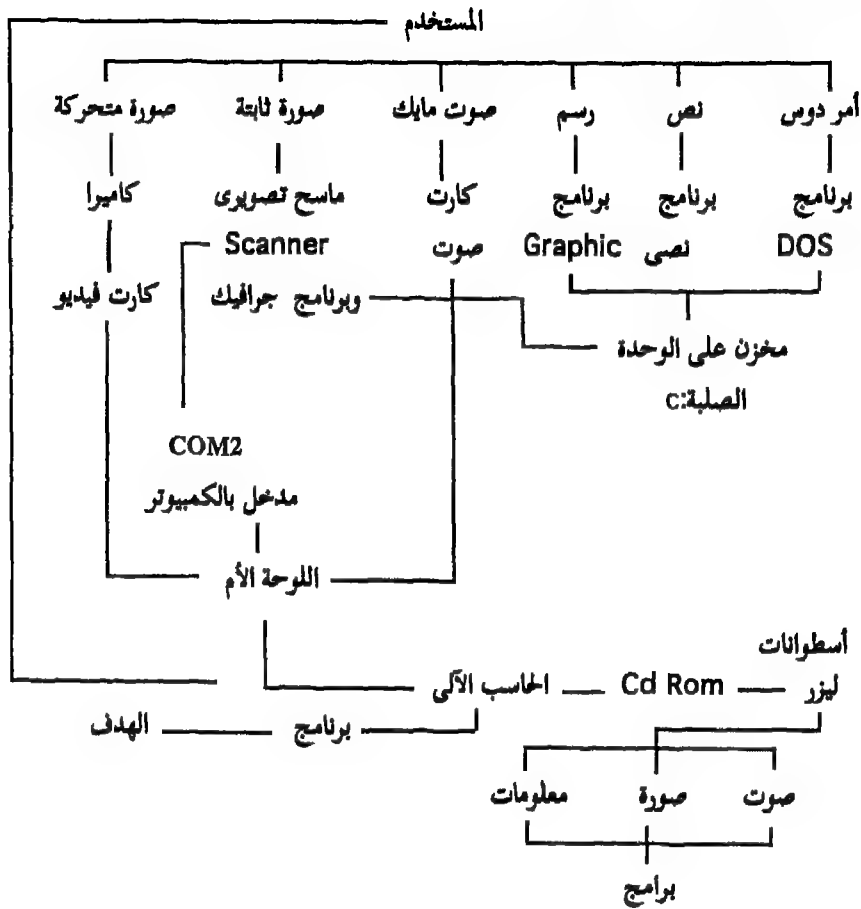 المستخدم
أمر دوس نص رسم صوت مايك صورة ثابتة صورة متحركة
برنامج برنامج برنامج كارت ماسح تصويرى كاميرا
DOS نصى Graphic صوت Scanner
وبرنامج جرافيك كارت فيديو
مخزن على الوحدة
الصلبة:c
COM2
مدخل بالكمبيوتر
اللوحة الأم
أسطوانات
ليزر Cd Rom الحاسب الآلى
برنامج الهدف
صوت صورة معلومات
برامج